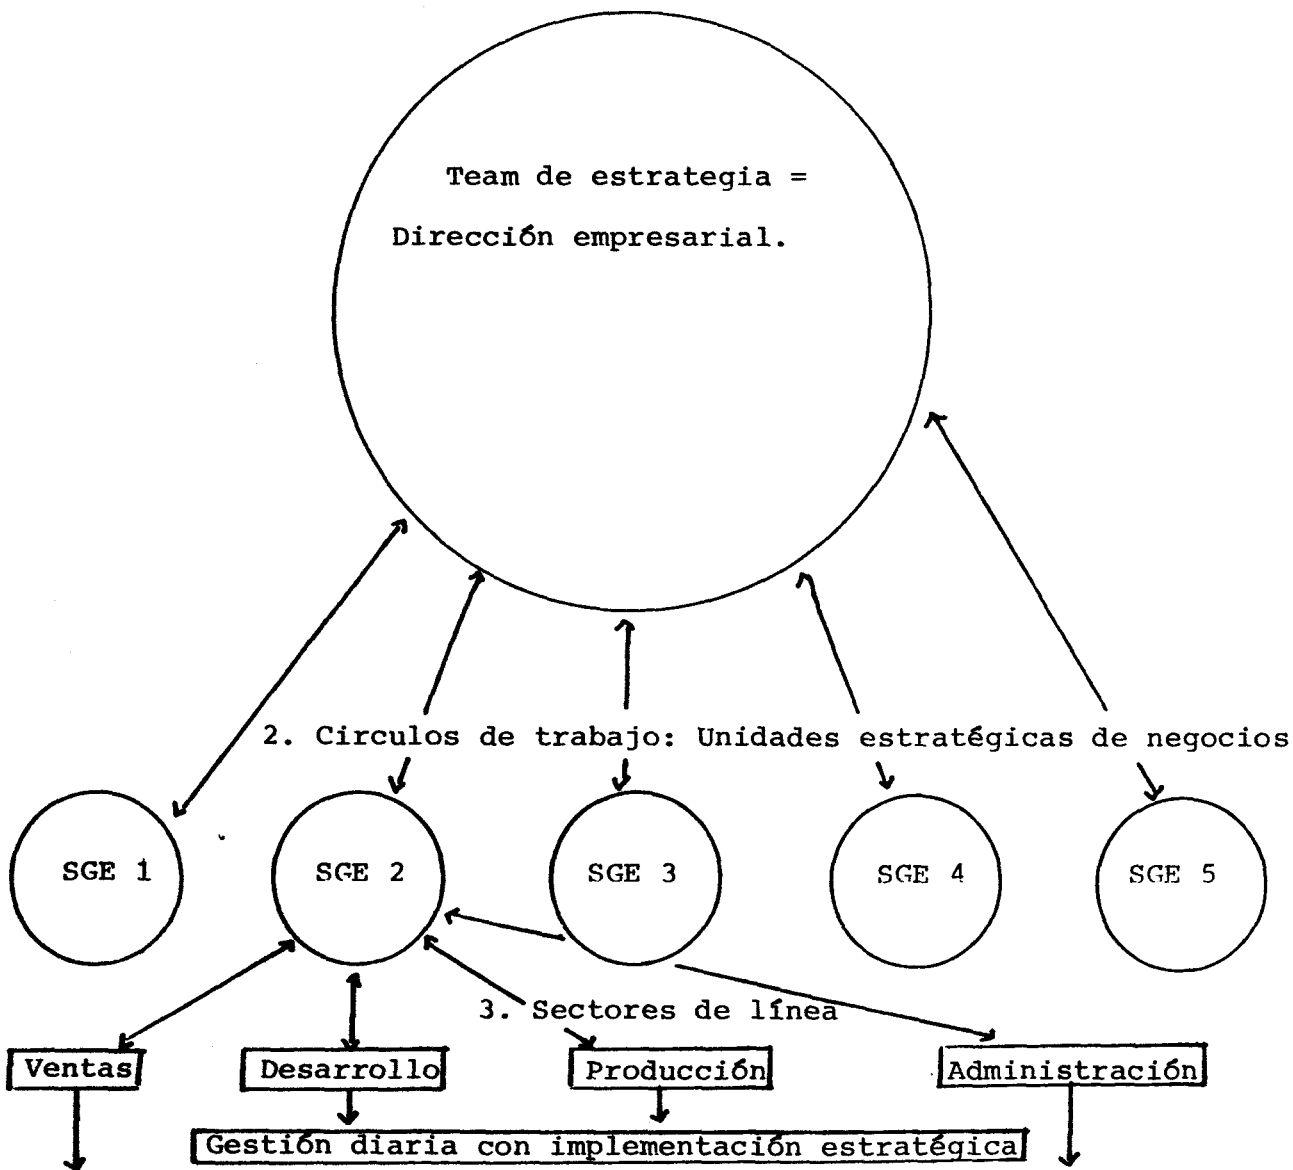 Team de estrategia =
Dirección empresarial.
2. Circulos de trabajo: Unidades estratégicas de negocios
SGE 1
SGE 2
SGE 3
SGE 4
SGE 5
3. Sectores de línea
Ventas
Desarrollo
Producción
Administración
Gestión diaria con implementación estratégica